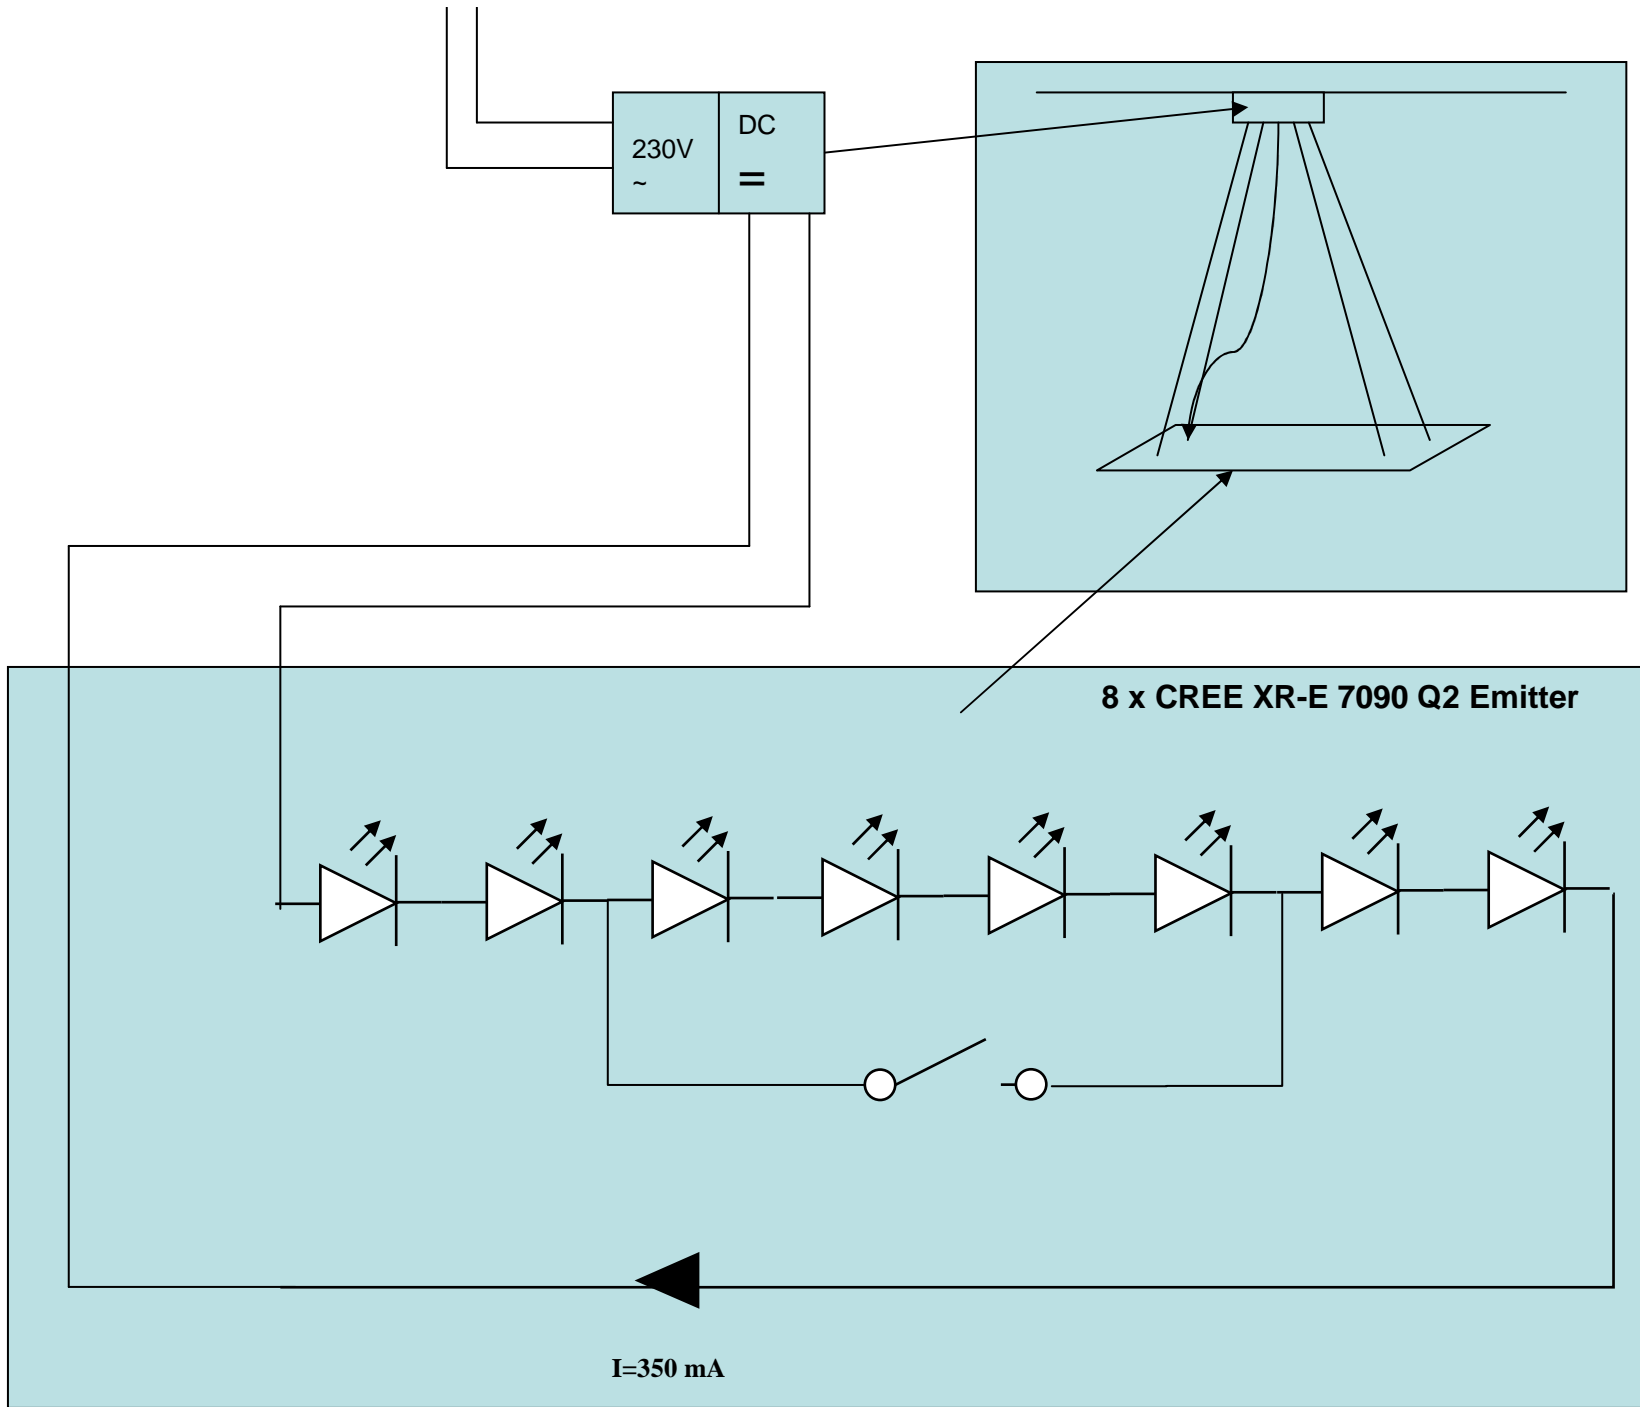 230V
~
DC
=
8 x CREE XR-E 7090 Q2 Emitter
I=350 mA